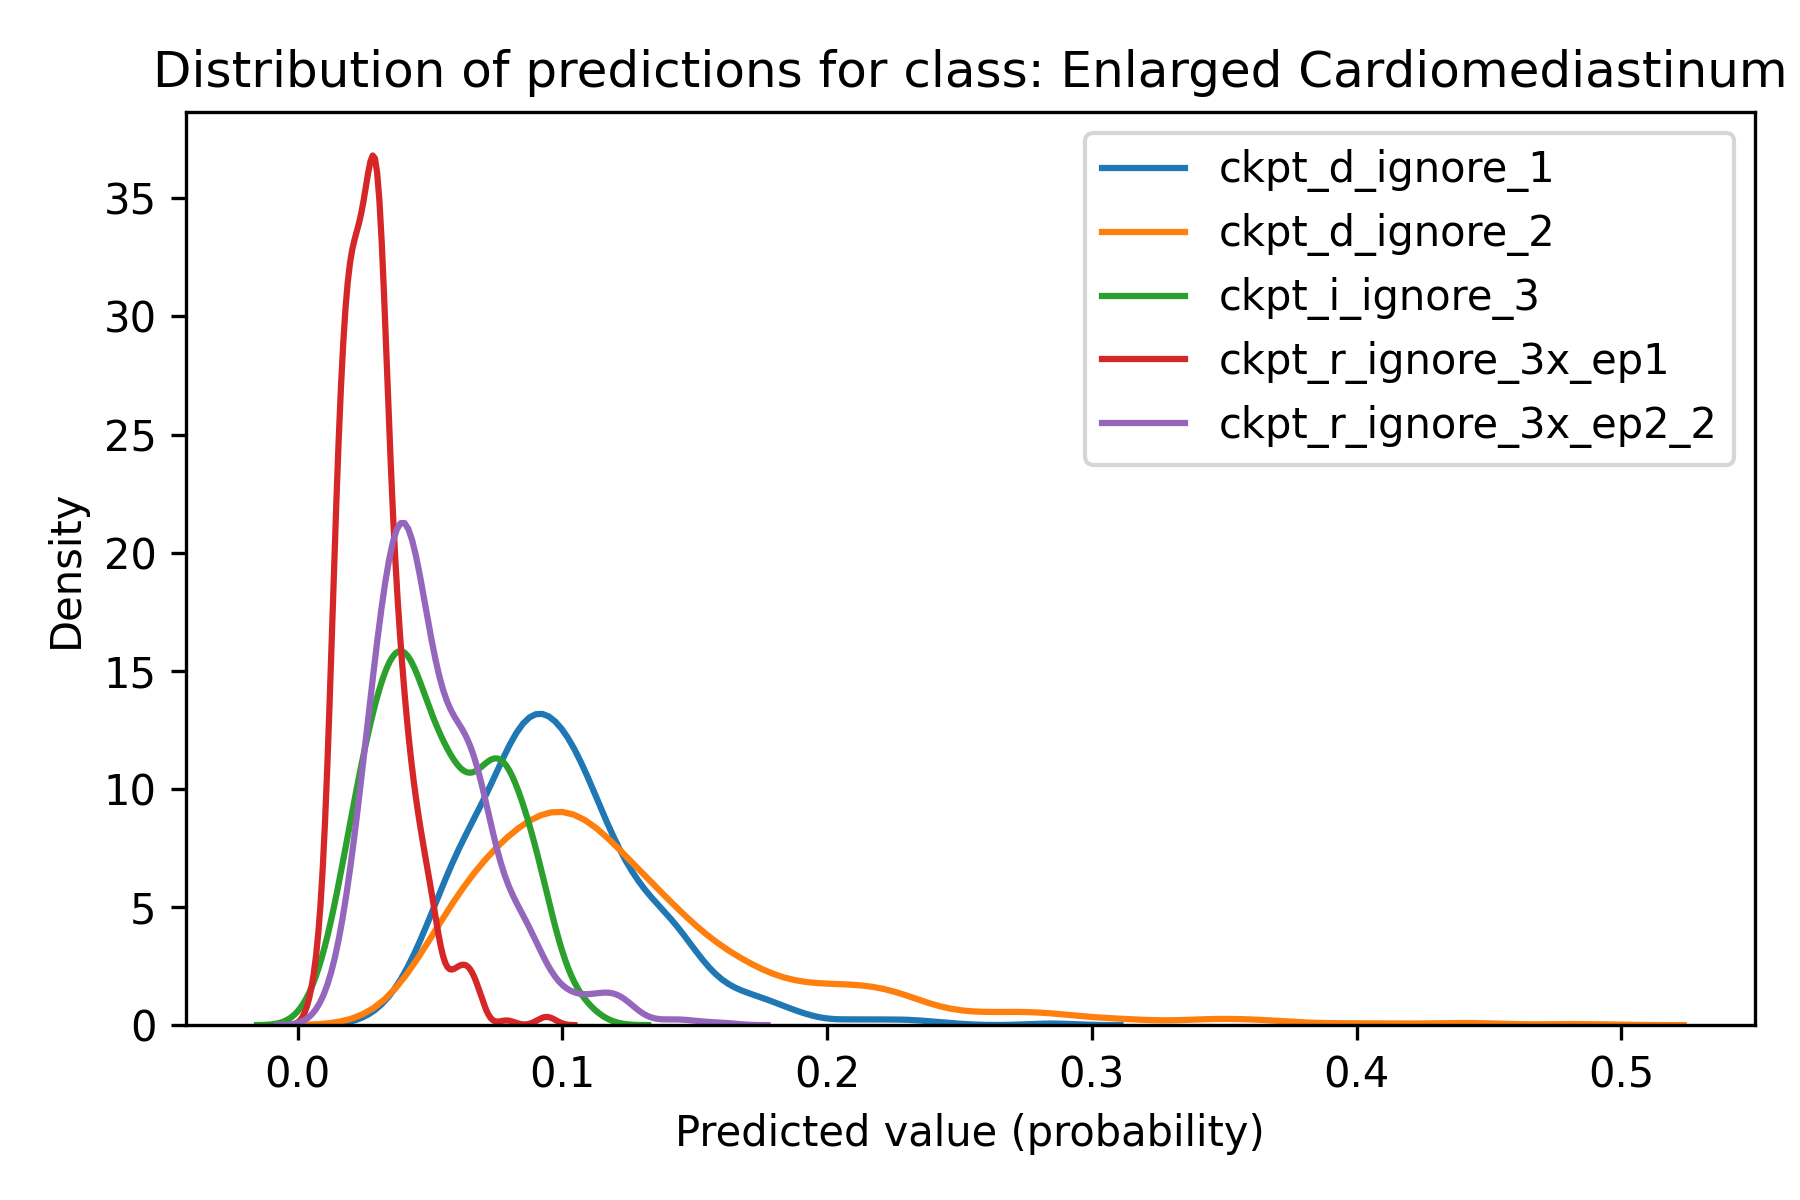 Distribution of predictions for class: Enlarged Cardiomediastinum
ckpt_d_ignore_1
ckpt_d_ignore_2
ckpt_i_ignore_3
ckpt_r_ignore_3x_ep1
ckpt_r_ignore_3x_ep2_2
Density
35
30
25
20
15
10
5
0
0.0 0.1 0.2 0.3 0.4 0.5
Predicted value (probability)